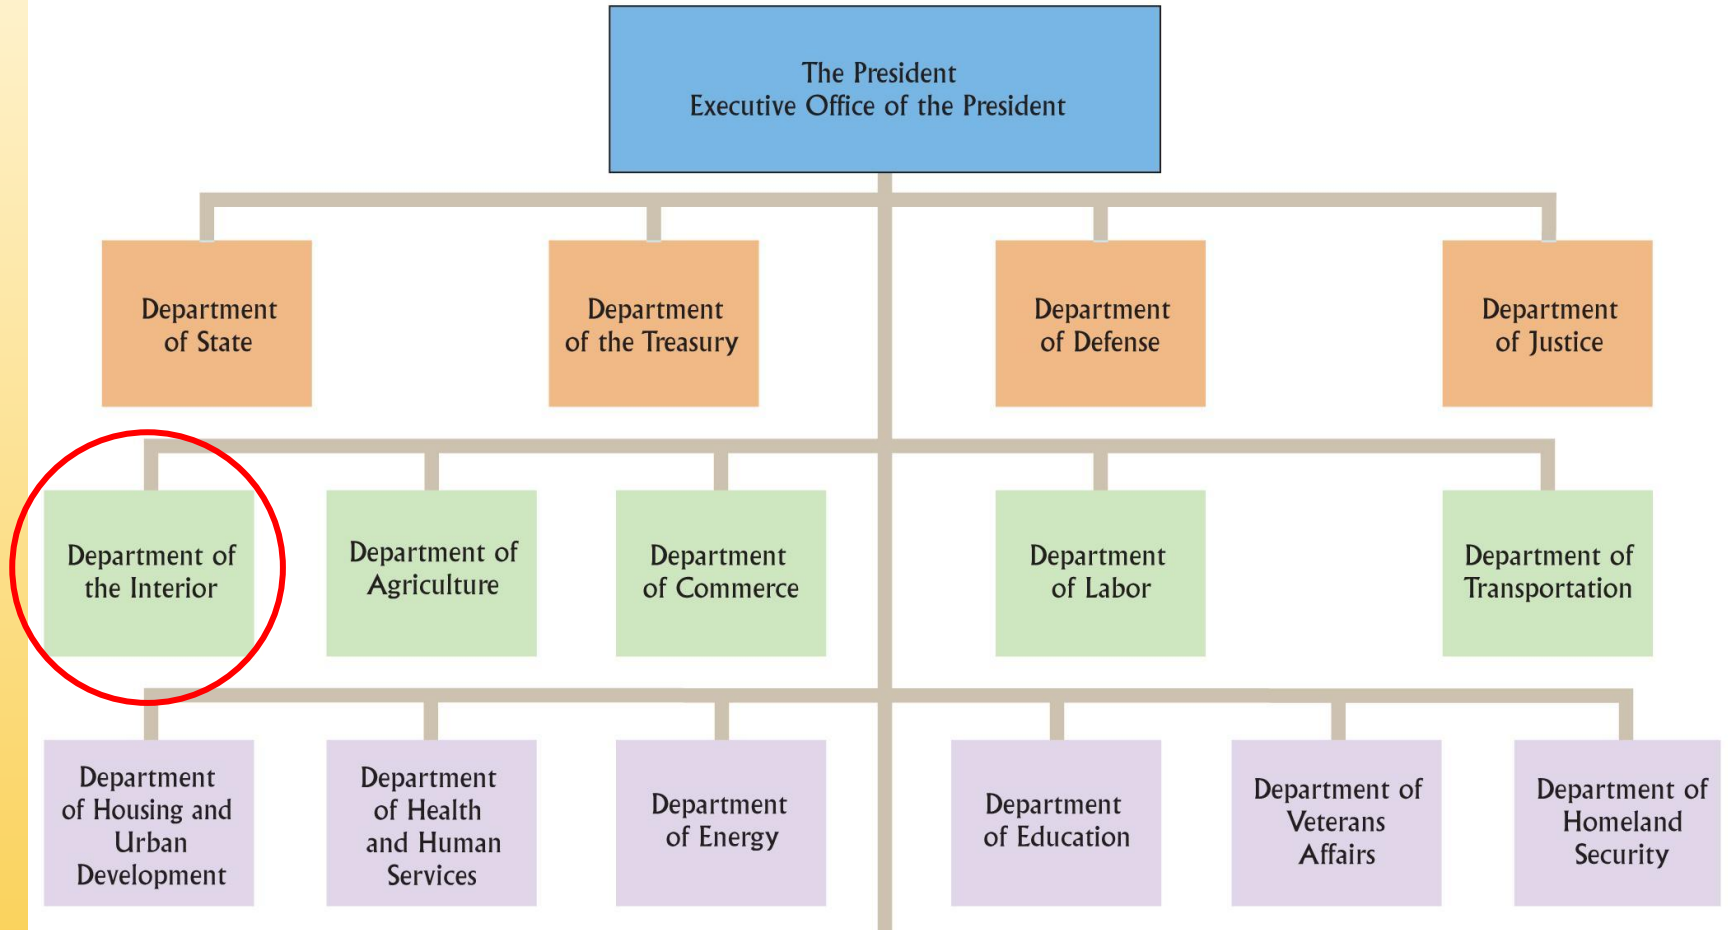 The President
Executive Office of the President
Department
of State
Department
of the Treasury
Department
of Defense
Department
of Justice
Department of
the Interior
Department of
Agriculture
Department
of Commerce
Department
of Labor
Department of
Transportation
Department
of Housing and
Urban
Development
Department
of Health
and Human
Services
Department
of Energy
Department
of Education
Department of
Veterans
Affairs
Department of
Homeland
Security